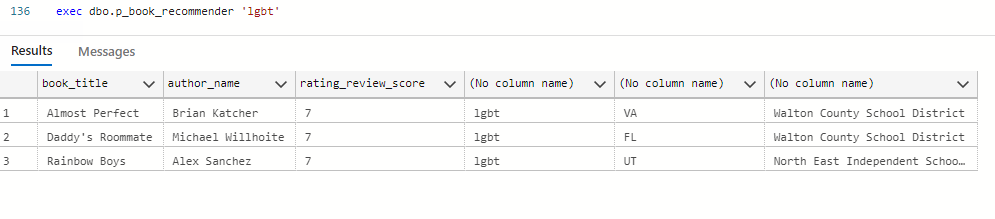 136 exec dbo.p_book_recommender 'lgbt'
Results Messages
book_title author_name rating_review_score (No column name) (No column name) (No column name)
1 Almost Perfect Brian Katcher 7 lgbt VA Walton County School District
2 Daddy's Roommate Michael Willhoite 7 lgbt FL Walton County School District
3 Rainbow Boys Alex Sanchez 7 lgbt UT North East Independent Schoo…